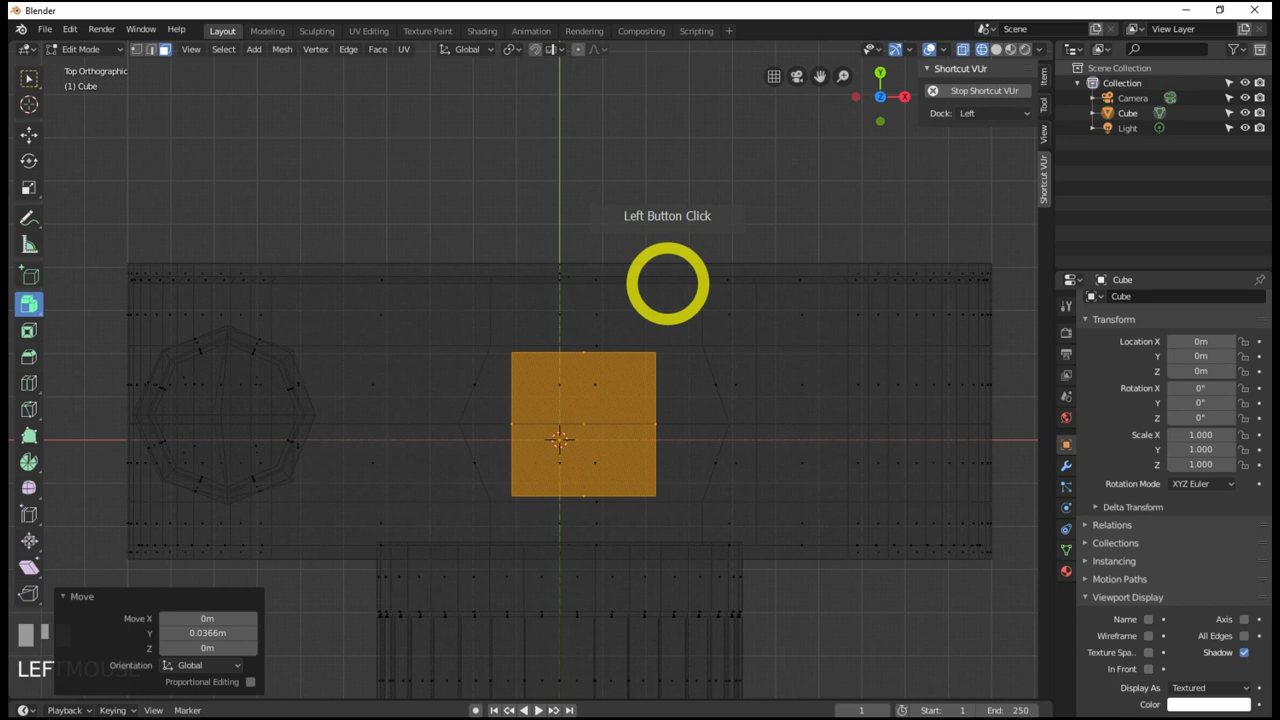 Blender
File Edit Render Window Help Layout Modeling Sculpting UV Editing Texture Paint Shading Animation Rendering Compositing Scripting + Scene View Layer
Edit Mode View Select Add Mesh Vertex Edge Face UV Global
Top Orthographic
(1) Cube
Y
Z X
Shortcut VUr
Stop Shortcut VUr
Dock: Left
Item
Tool
View
Shortcut VUr
Scene Collection
Collection
Camera
Cube
Light
Left Button Click
Cube
Cube
Transform
Location X 0m
Y 0m
Z 0m
Rotation X 0°
Y 0°
Z 0°
Scale X 1.000
Y 1.000
Z 1.000
Rotation Mode XYZ Euler
Delta Transform
Relations
Collections
Instancing
Motion Paths
Viewport Display
Name Axis
Wireframe All Edges
Texture Spa.. Shadow
In Front
Display As Textured
Color
Move
Move X 0m
Y 0.0366m
Z 0m
Orientation Global
Proportional Editing
LEFTMOUSE
Playback Keying View Marker 1 Start: 1 End: 250